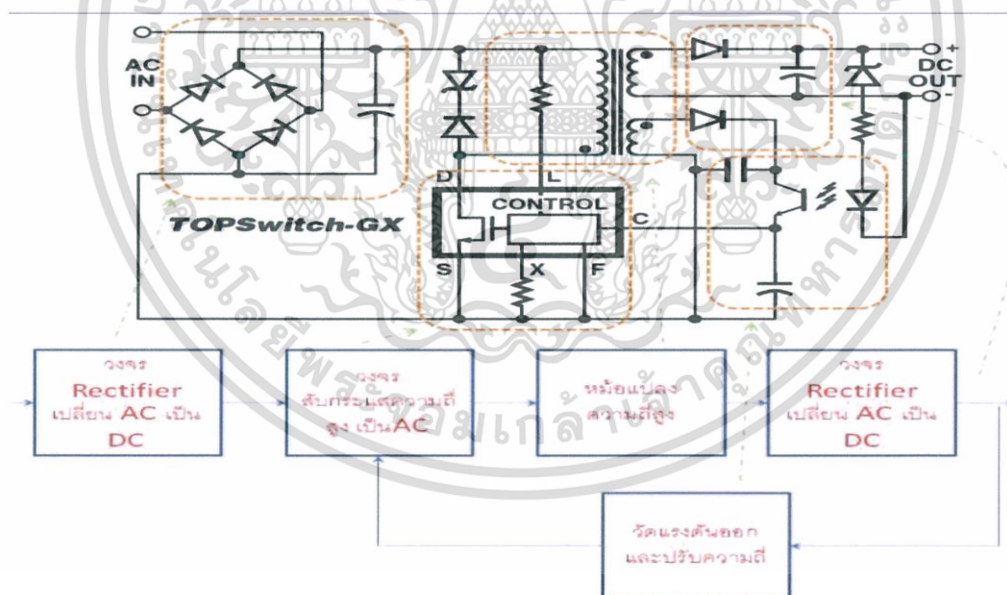 AC
IN
+
DC
OUT
-
D
L
CONTROL
C
TOPSwitch-GX
S
X
F
วงจร
Rectifier
เปลี่ยน AC เป็น
DC
วงจร
สับกระแสความถี่
สูง เป็น AC
หม้อแปลง
ความถี่สูง
วงจร
Rectifier
เปลี่ยน AC เป็น
DC
วัดแรงดันออก
และปรับความถี่